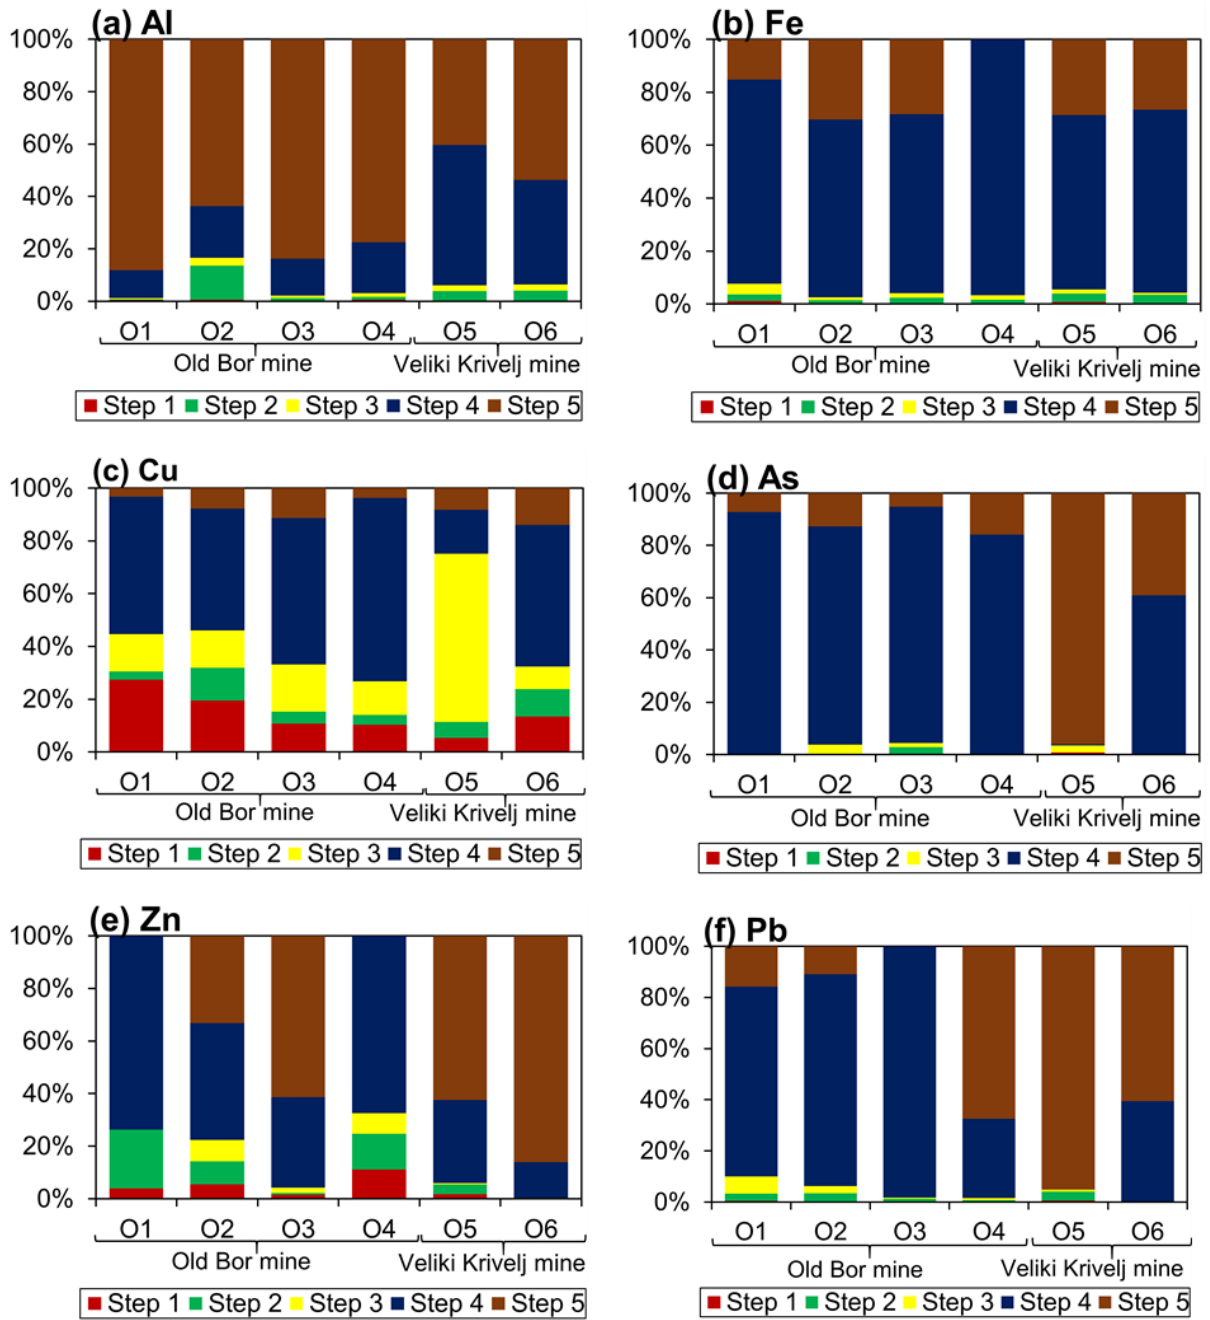 (a) Al
100%
80%
60%
40%
20%
0%
O1 O2 O3 O4 O5 O6
Old Bor mine Veliki Krivelj mine
Step 1 Step 2 Step 3 Step 4 Step 5
(b) Fe
100%
80%
60%
40%
20%
0%
O1 O2 O3 O4 O5 O6
Old Bor mine Veliki Krivelj mine
Step 1 Step 2 Step 3 Step 4 Step 5
(c) Cu
100%
80%
60%
40%
20%
0%
O1 O2 O3 O4 O5 O6
Old Bor mine Veliki Krivelj mine
Step 1 Step 2 Step 3 Step 4 Step 5
(d) As
100%
80%
60%
40%
20%
0%
O1 O2 O3 O4 O5 O6
Old Bor mine Veliki Krivelj mine
Step 1 Step 2 Step 3 Step 4 Step 5
(e) Zn
100%
80%
60%
40%
20%
0%
O1 O2 O3 O4 O5 O6
Old Bor mine Veliki Krivelj mine
Step 1 Step 2 Step 3 Step 4 Step 5
(f) Pb
100%
80%
60%
40%
20%
0%
O1 O2 O3 O4 O5 O6
Old Bor mine Veliki Krivelj mine
Step 1 Step 2 Step 3 Step 4 Step 5